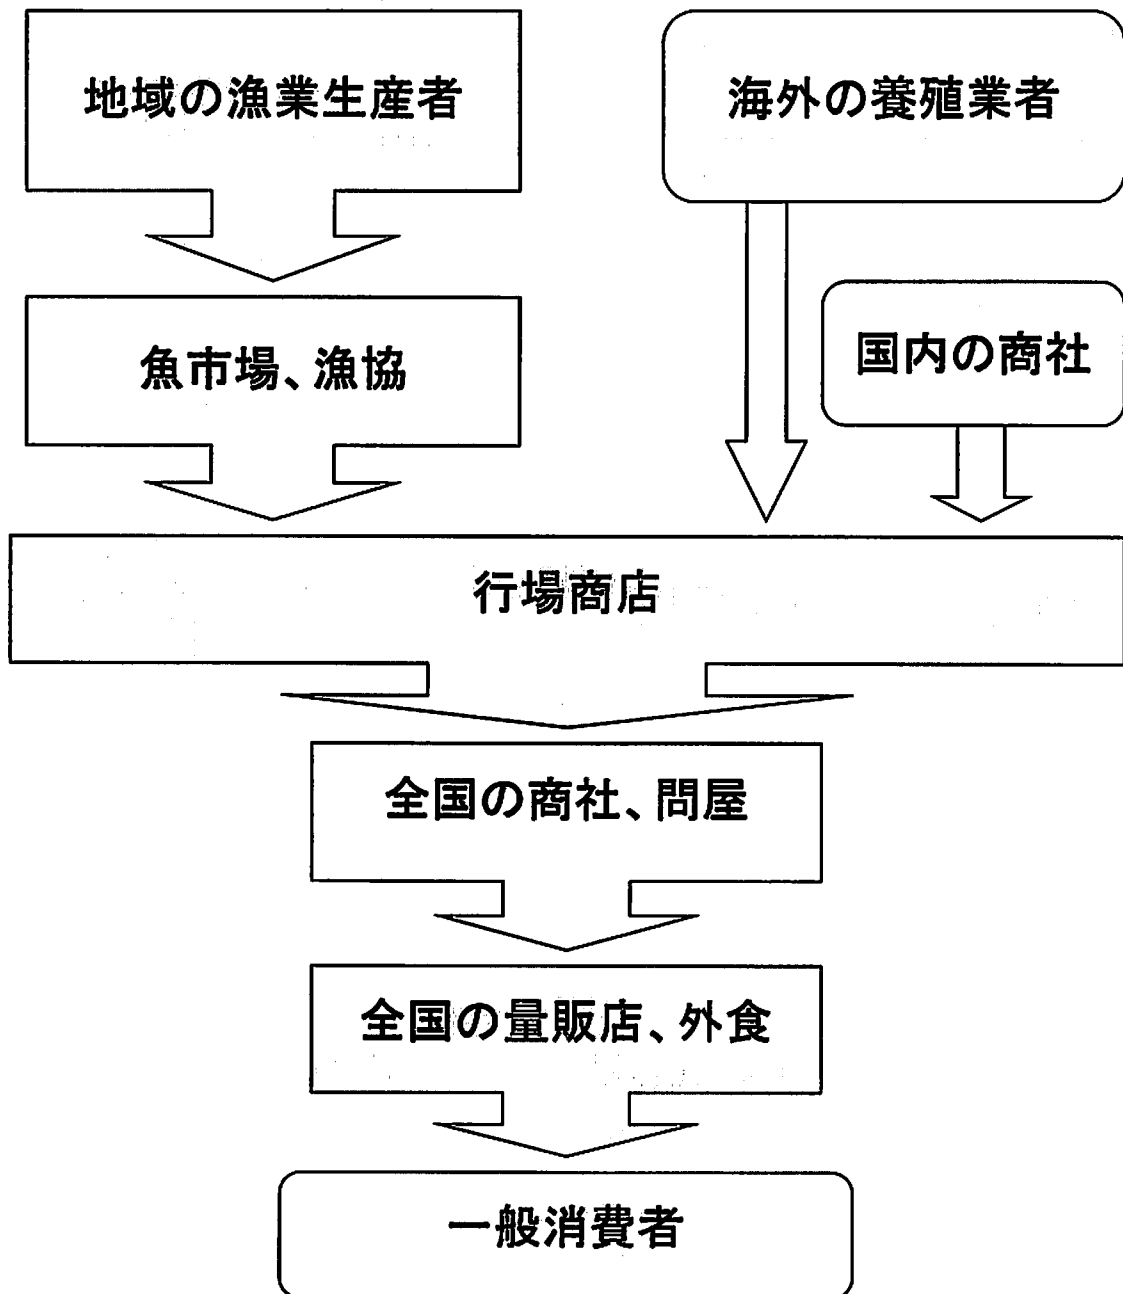 地域の漁業生産者
海外の養殖業者
魚市場、漁協
国内の商社
行場商店
全国の商社、問屋
全国の量販店、外食
一般消費者